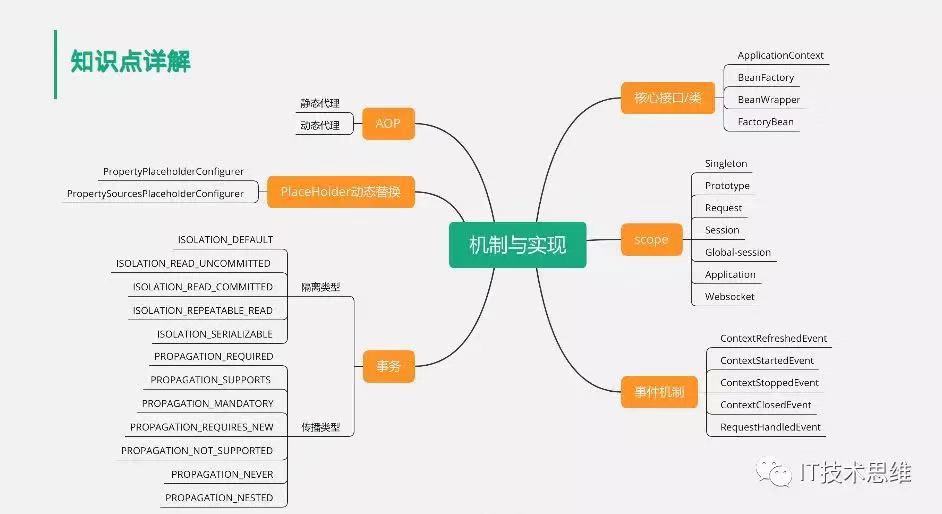 知识点详解
机制与实现
AOP
静态代理
动态代理
PlaceHolder动态替换
PropertyPlaceholderConfigurer
PropertySourcesPlaceholderConfigurer
事务
隔离类型
ISOLATION_DEFAULT
ISOLATION_READ_UNCOMMITTED
ISOLATION_READ_COMMITTED
ISOLATION_REPEATABLE_READ
ISOLATION_SERIALIZABLE
传播类型
PROPAGATION_REQUIRED
PROPAGATION_SUPPORTS
PROPAGATION_MANDATORY
PROPAGATION_REQUIRES_NEW
PROPAGATION_NOT_SUPPORTED
PROPAGATION_NEVER
PROPAGATION_NESTED
核心接口/类
ApplicationContext
BeanFactory
BeanWrapper
FactoryBean
scope
Singleton
Prototype
Request
Session
Global-session
Application
Websocket
事件机制
ContextRefreshedEvent
ContextStartedEvent
ContextStoppedEvent
ContextClosedEvent
RequestHandledEvent
IT技术思维